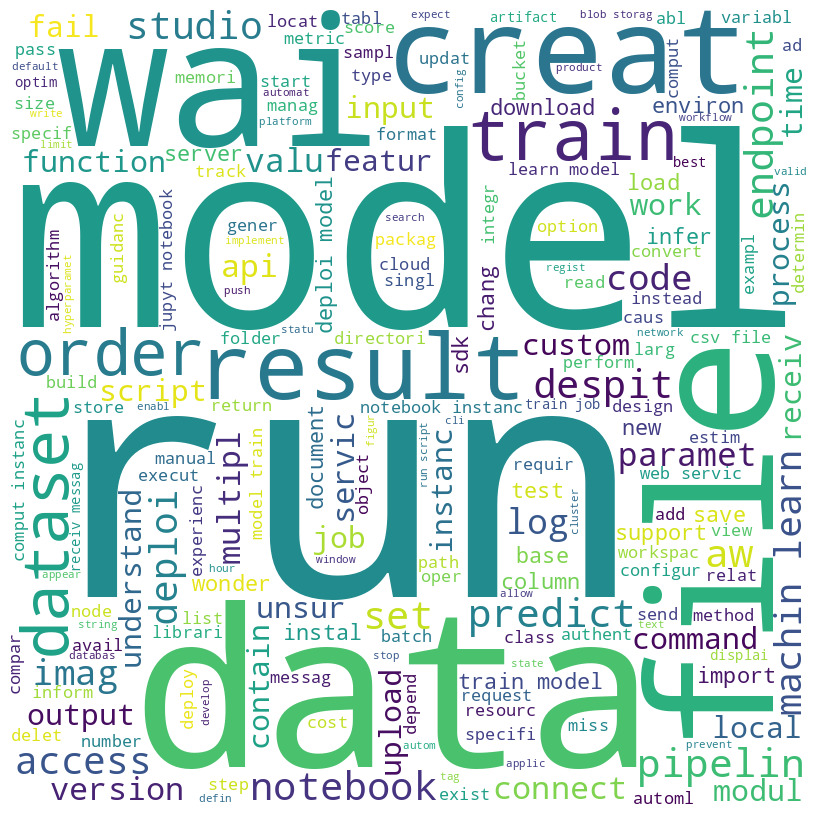 wai
creat
fail
studio
locat
tabl
expect
artifact
blob storag
abl
variabl
pass
metric
score
sampl
updat
config
product
bucket
comput
ad
default
optim
memori
start
automat
type
input
download
environ
endpoint
time
size
manag
platform
format
train
workflow
write
specif
limit
function
server
track
valu
featur
learn model
best
valid
model
file
algorithm
hyperparamet
guidanc
jupyt notebook
gener
implement
api
push
deploi model
search
packag
cloud
singl
integr
option
regist
read
load
work
infer
convert
exampl
process
determin
chang
code
instead
caus
network
folder
statu
directori
order
result
sdk
custom
perform
larg
csv file
receiv
despit
build
script
store
enabl
return
notebook instanc
cli
train job
design
new
estim
dataset
run
comput instanc
receiv messag
manual
execut
understand
deploi
experienc
multipl
model train
job
document
figur
object
servic
window
run script
instanc
requir
log
test
cluster
base
column
paramet
web servic
support
add
save
view
workspac
aw
configur
relat
machin learn
appear
node
string
wonder
path
oper
hour
list
librari
unsur
instal
set
batch
stop
predict
allow
class
authent
send
method
text
command
displai
compar
avail
databas
imag
inform
contain
data
messag
state
train model
request
resourc
specifi
miss
import
local
output
deploy
develop
cost
upload
depend
autom
applic
prevent
delet
number
access
step
defin
version
notebook
tag
exist
connect
pipelin
automl
modul